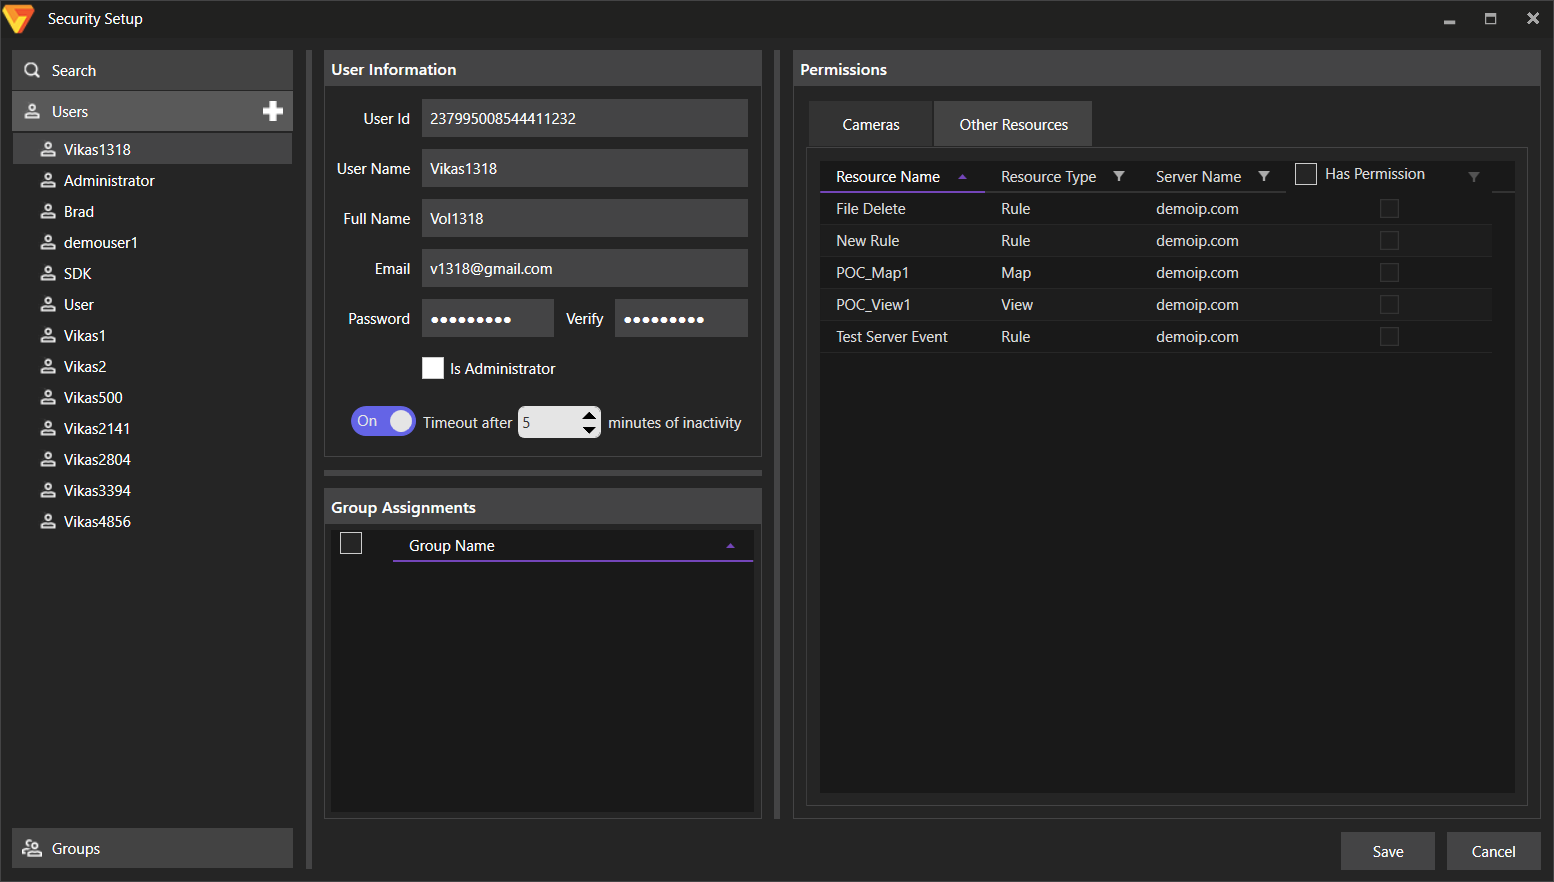 Security Setup
Search
Users
Vikas1318
Administrator
Brad
demouser1
SDK
User
Vikas1
Vikas2
Vikas500
Vikas2141
Vikas2804
Vikas3394
Vikas4856
Groups
User Information
User Id 237995008544411232
User Name Vikas1318
Full Name Vol1318
Email v1318@gmail.com
Password ●●●●●●●●● Verify ●●●●●●●●●
Is Administrator
On Timeout after 5 minutes of inactivity
Group Assignments
Group Name
Permissions
Cameras Other Resources
Resource Name Resource Type Server Name Has Permission
File Delete Rule demoip.com
New Rule Rule demoip.com
POC_Map1 Map demoip.com
POC_View1 View demoip.com
Test Server Event Rule demoip.com
Save Cancel